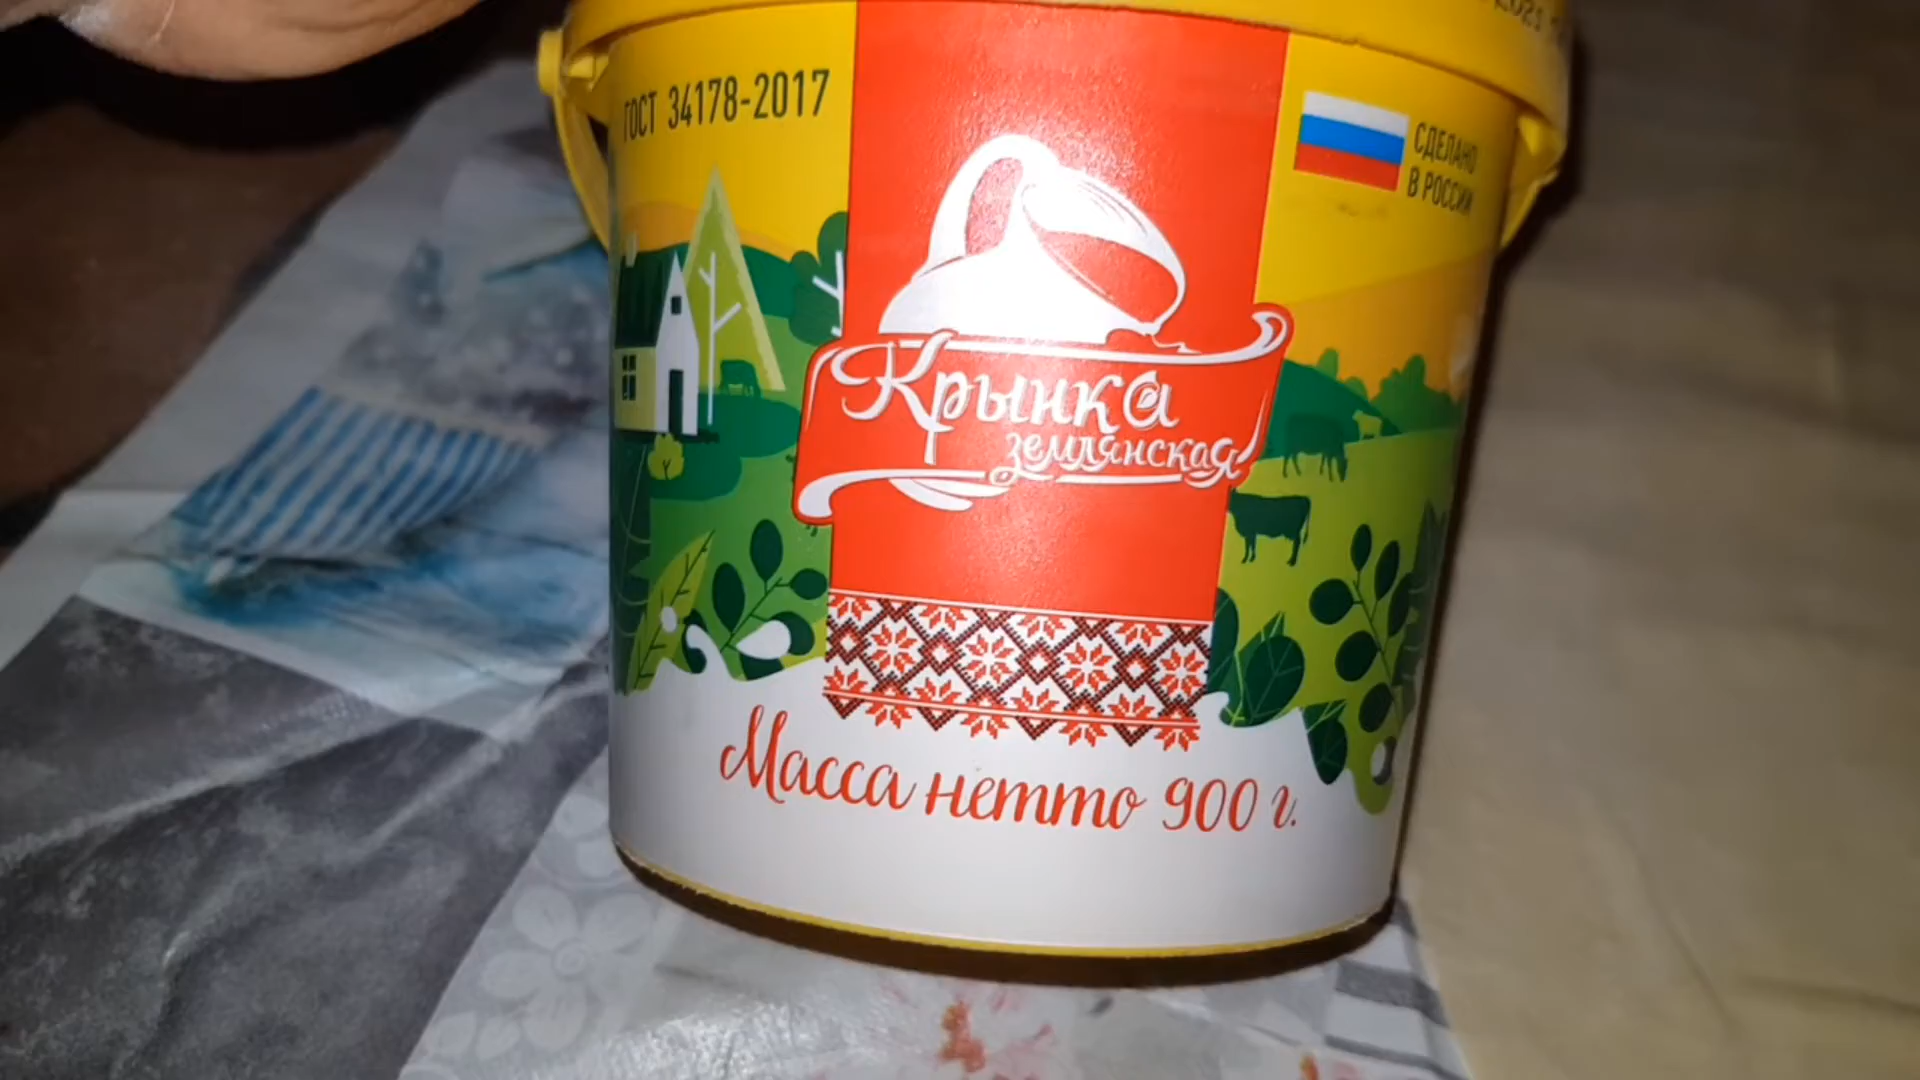 ГОСТ 34178-2017
СДЕЛАНО
В РОССИИ
Крынка
землянская
Масса нетто 900 г.